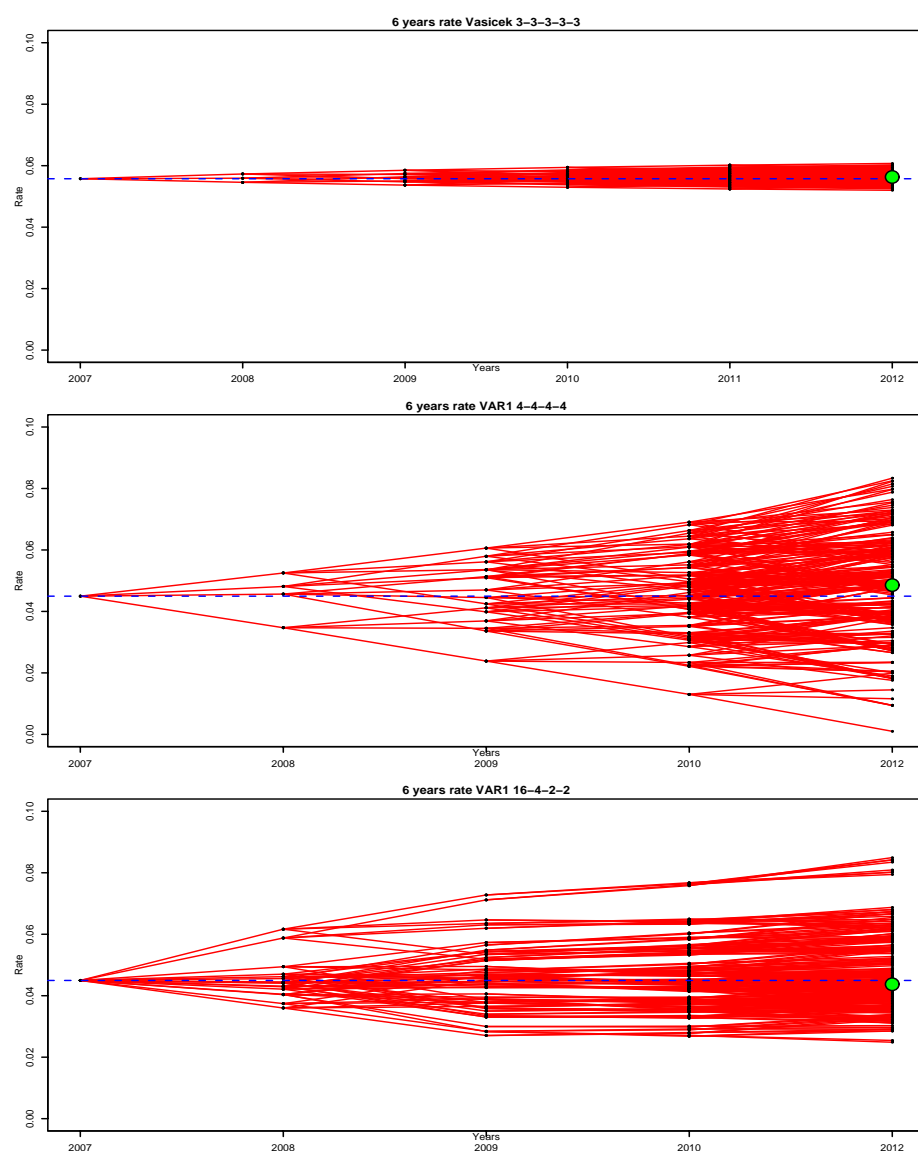 6 years rate Vasicek 3−3−3−3−3
0.10
0.08
0.06
0.04
0.02
0.00
Rate
2007 2008 2009 2010 2011 2012
Years
6 years rate VAR1 4−4−4−4
0.10
0.08
0.06
0.04
0.02
0.00
Rate
2007 2008 2009 2010 2012
Years
6 years rate VAR1 16−4−2−2
0.10
0.08
0.06
0.04
0.02
0.00
Rate
2007 2008 2009 2010 2012
Years